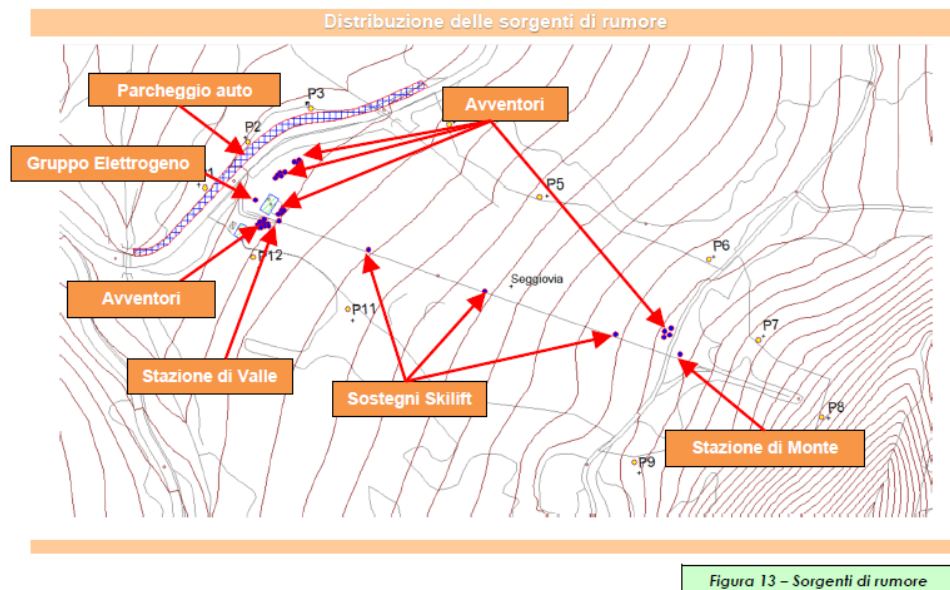 Distribuzione delle sorgenti di rumore
Parcheggio auto
Avventori
P3
P2
Gruppo Elettrogeno
1
P5
P12
P6
Seggiovia
Avventori
P11
P7
Stazione di Valle
Sostegni Skilift
P8
Stazione di Monte
P9
Figura 13 – Sorgenti di rumore